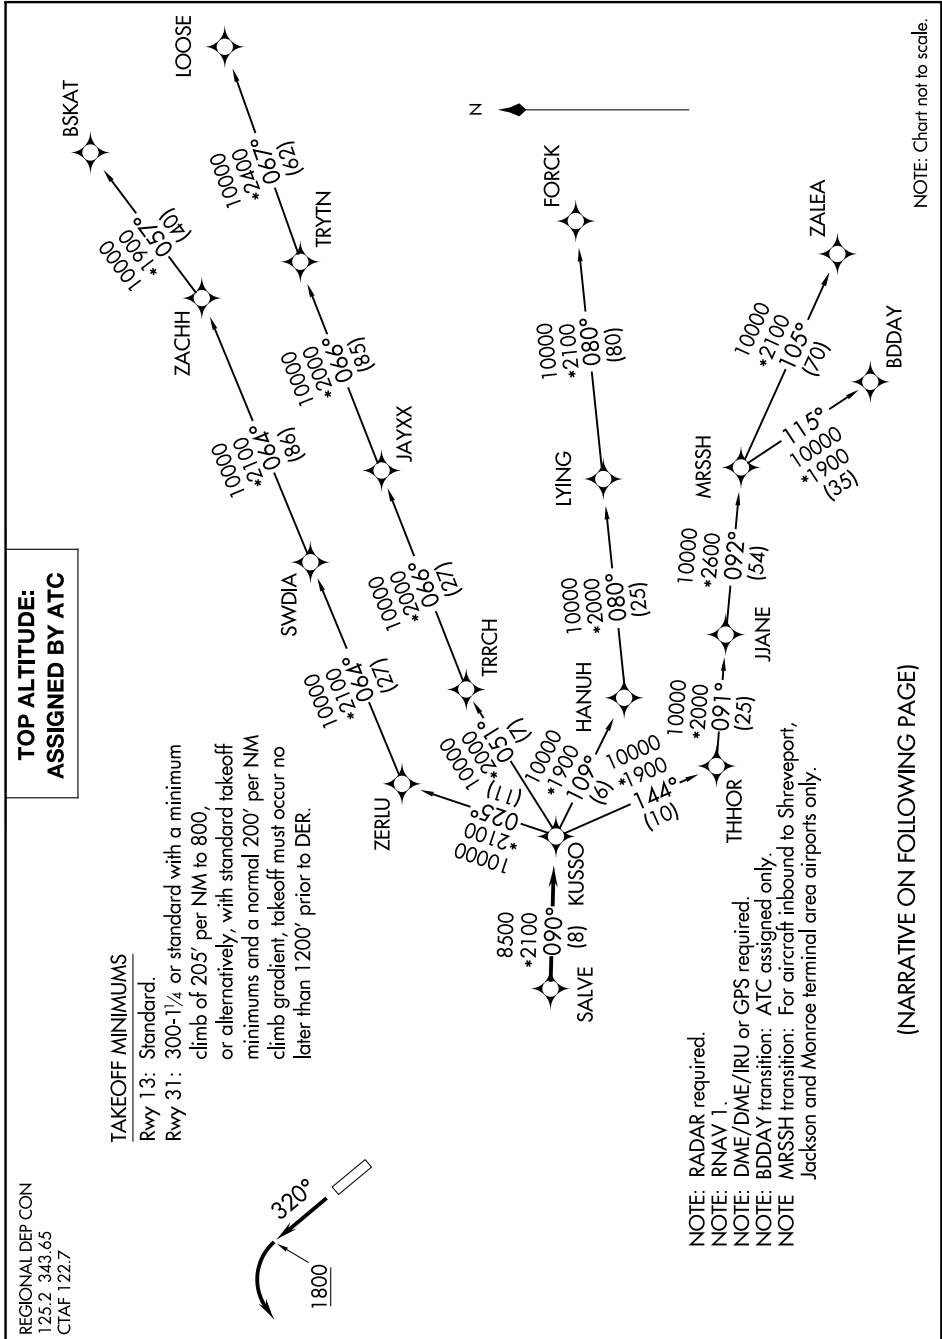 REGIONAL DEP CON
125.2 343.65
CTAF 122.7
TOP ALTITUDE:
ASSIGNED BY ATC
TAKEOFF MINIMUMS
Rwy 13: Standard.
Rwy 31: 300-1¼ or standard with a minimum
climb of 205' per NM to 800,
or alternatively, with standard takeoff
minimums and a normal 200' per NM
climb gradient, takeoff must occur no
later than 1200' prior to DER.
320°
1800
SALVE
8500
*2100
090°
(8)
KUSSO
10000
*2100
025°
(11)
ZERLU
10000
*2100
064°
(27)
SWDIA
10000
*2100
064°
(86)
ZACHH
10000
*1900
057°
(40)
BSKAT
10000
*2000
051°
(7)
TRRCH
10000
*2000
066°
(27)
JAYXX
10000
*2000
066°
(85)
TRYTN
10000
*2400
067°
(62)
LOOSE
N
10000
*1900
109°
(6)
HANUH
10000
*2000
080°
(25)
LYING
10000
*2100
080°
(80)
FORCK
10000
*1900
144°
(10)
THHOR
10000
*2000
091°
(25)
JJANE
10000
*2600
092°
(54)
MRSSH
10000
*2100
105°
(70)
ZALEA
115°
10000
*1900
(35)
BDDAY
NOTE: RADAR required.
NOTE: RNAV 1.
NOTE: DME/DME/IRU or GPS required.
NOTE: BDDAY transition: ATC assigned only.
NOTE MRSSH transition: For aircraft inbound to Shreveport,
Jackson and Monroe terminal area airports only.
(NARRATIVE ON FOLLOWING PAGE)
NOTE: Chart not to scale.